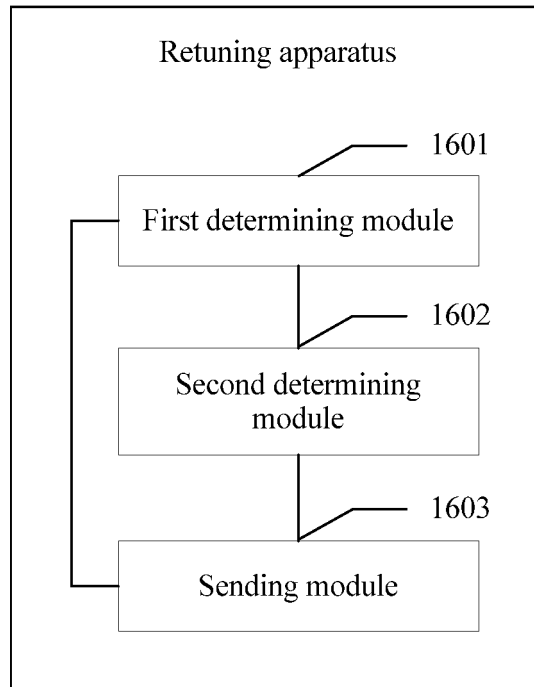 Retuning apparatus
1601
First determining module
1602
Second determining
module
1603
Sending module